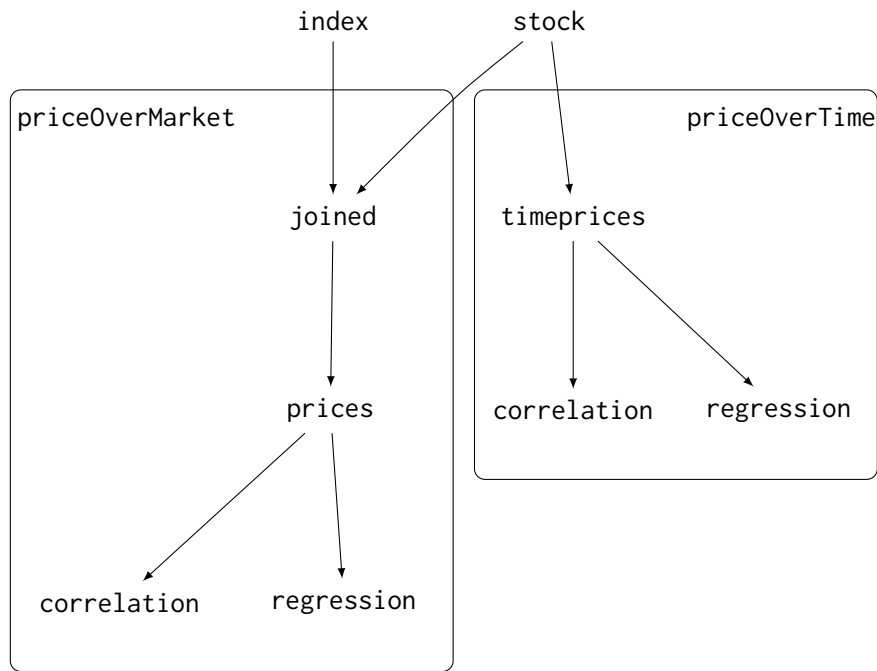 index
stock
priceOverMarket
priceOverTime
joined
timeprices
prices
correlation
regression
correlation
regression